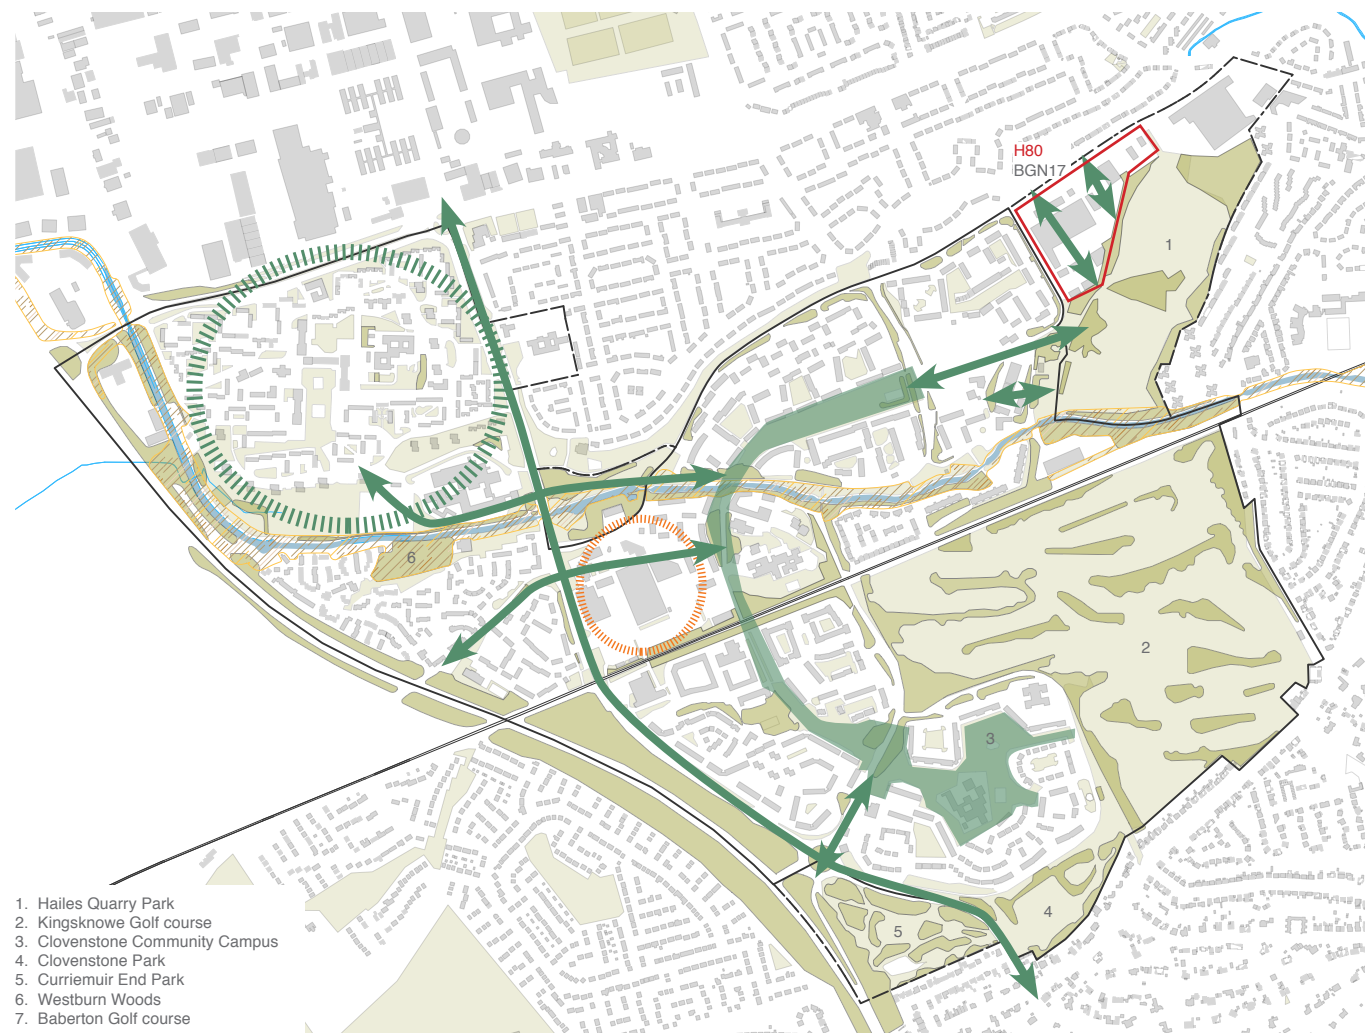 H80
BGN17
1
2
3
4
5
6
1. Hailes Quarry Park
2. Kingsknowe Golf course
3. Clovenstone Community Campus
4. Clovenstone Park
5. Curriemuir End Park
6. Westburn Woods
7. Baberton Golf course